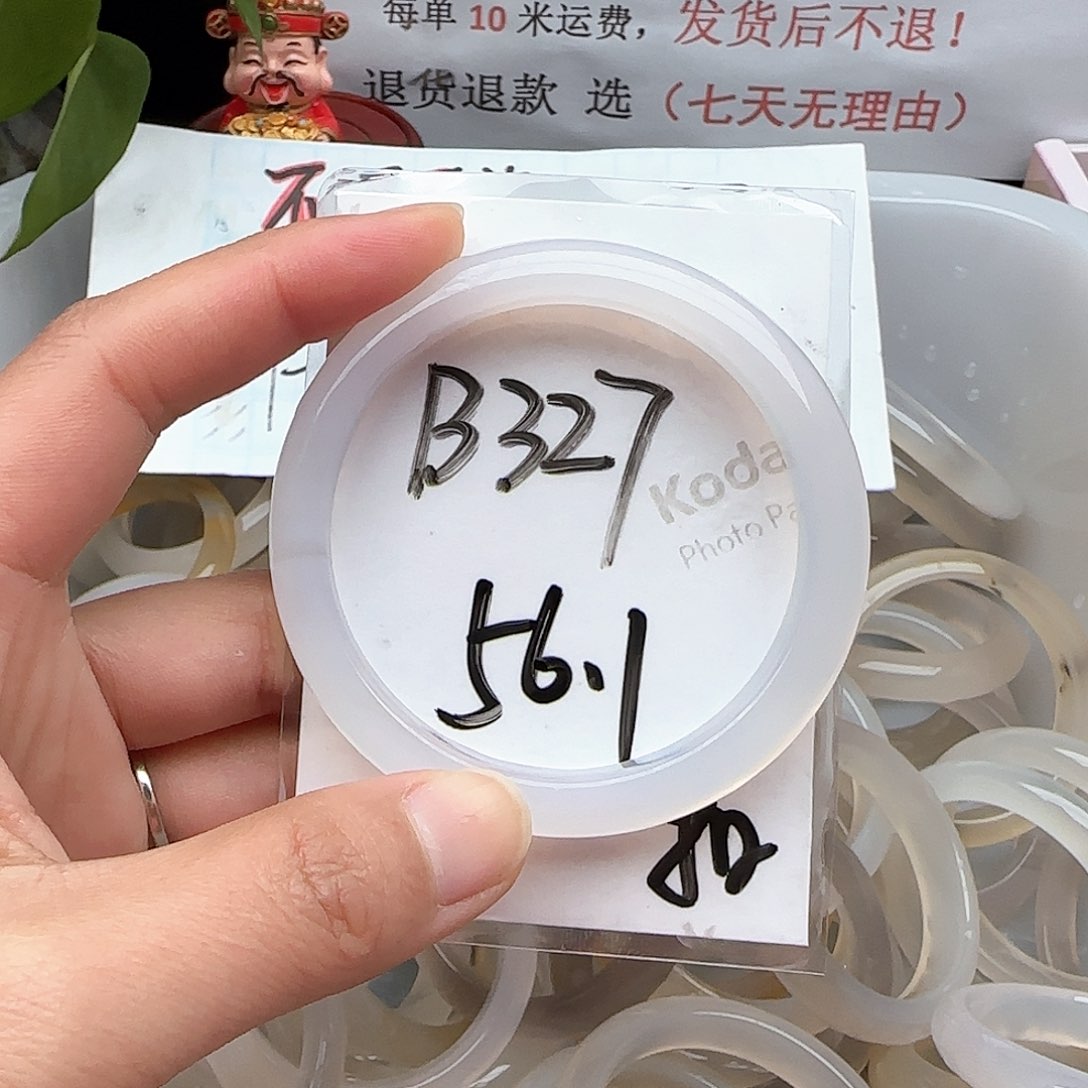 每单 10 米运费，发货后不退！
退货退款 选（七天无理由）
不
B327
Koda
Photo Pa
56.1